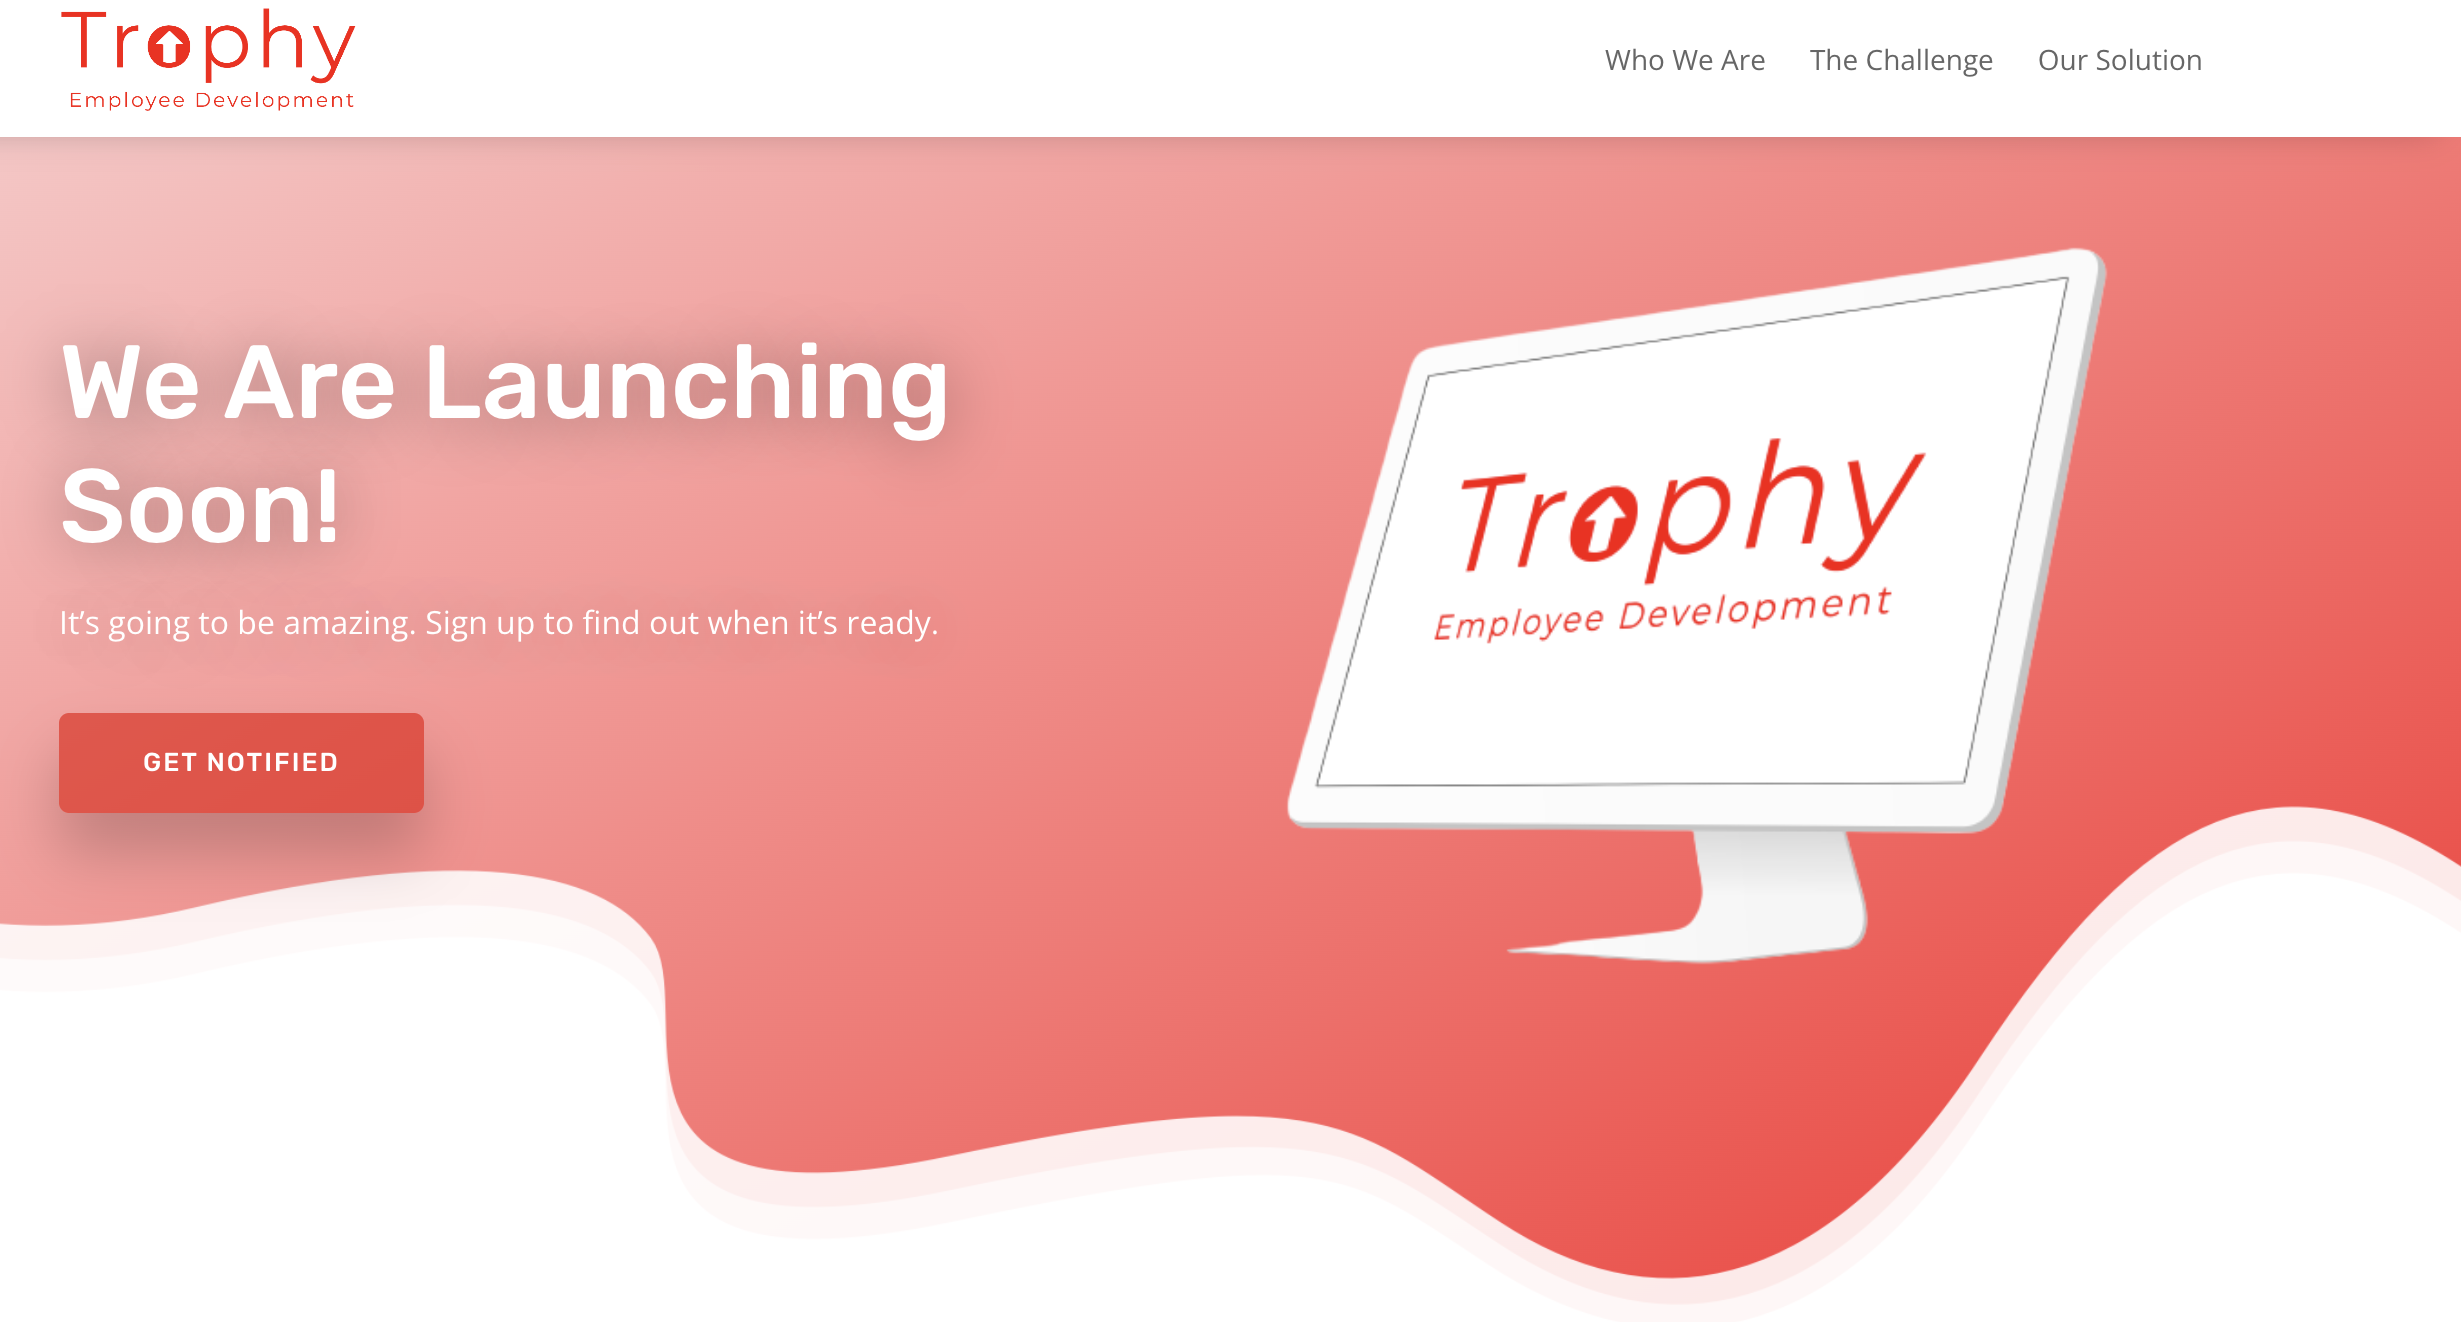 Trophy
Employee Development
Who We Are
The Challenge
Our Solution
We Are Launching
Soon!
It’s going to be amazing. Sign up to find out when it’s ready.
GET NOTIFIED
Trophy
Employee Development